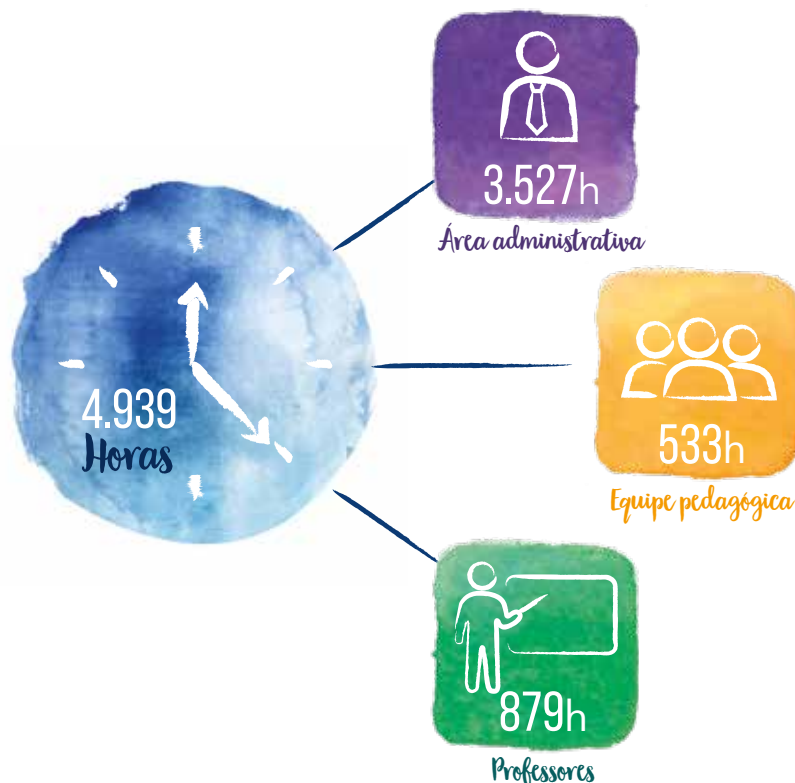 3.527h
Área administrativa
4.939
Horas
533h
Equipe pedagógica
879h
Professores